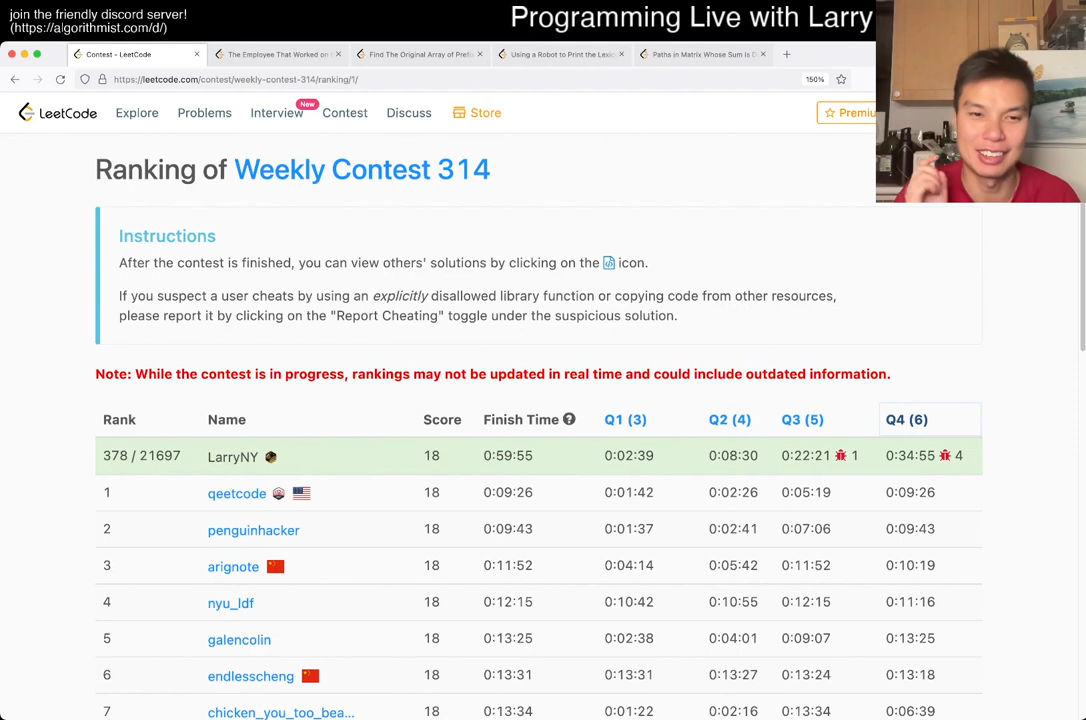 join the friendly discord server!
(https://algorithmist.com/d/)
Programming Live with Larry
Contest - LeetCode
The Employee That Worked on t
Find The Original Array of Prefix
Using a Robot to Print the Lexic
Paths in Matrix Whose Sum Is D
https://leetcode.com/contest/weekly-contest-314/ranking/1/
150%
LeetCode Explore Problems Interview New Contest Discuss Store Premiu
Ranking of Weekly Contest 314
Instructions
After the contest is finished, you can view others' solutions by clicking on the icon.
If you suspect a user cheats by using an explicitly disallowed library function or copying code from other resources,
please report it by clicking on the "Report Cheating" toggle under the suspicious solution.
Note: While the contest is in progress, rankings may not be updated in real time and could include outdated information.
Rank Name Score Finish Time Q1 (3) Q2 (4) Q3 (5) Q4 (6)
378 / 21697 LarryNY 18 0:59:55 0:02:39 0:08:30 0:22:21 1 0:34:55 4
1 qeetcode 18 0:09:26 0:01:42 0:02:26 0:05:19 0:09:26
2 penguinhacker 18 0:09:43 0:01:37 0:02:41 0:07:06 0:09:43
3 arignote 18 0:11:52 0:04:14 0:05:42 0:11:52 0:10:19
4 nyu_ldf 18 0:12:15 0:10:42 0:10:55 0:12:15 0:11:16
5 galencolin 18 0:13:25 0:02:38 0:04:01 0:09:07 0:13:25
6 endlesscheng 18 0:13:31 0:13:31 0:13:27 0:13:24 0:13:18
7 chicken_you_too_bea... 18 0:13:34 0:01:22 0:02:16 0:13:34 0:06:39